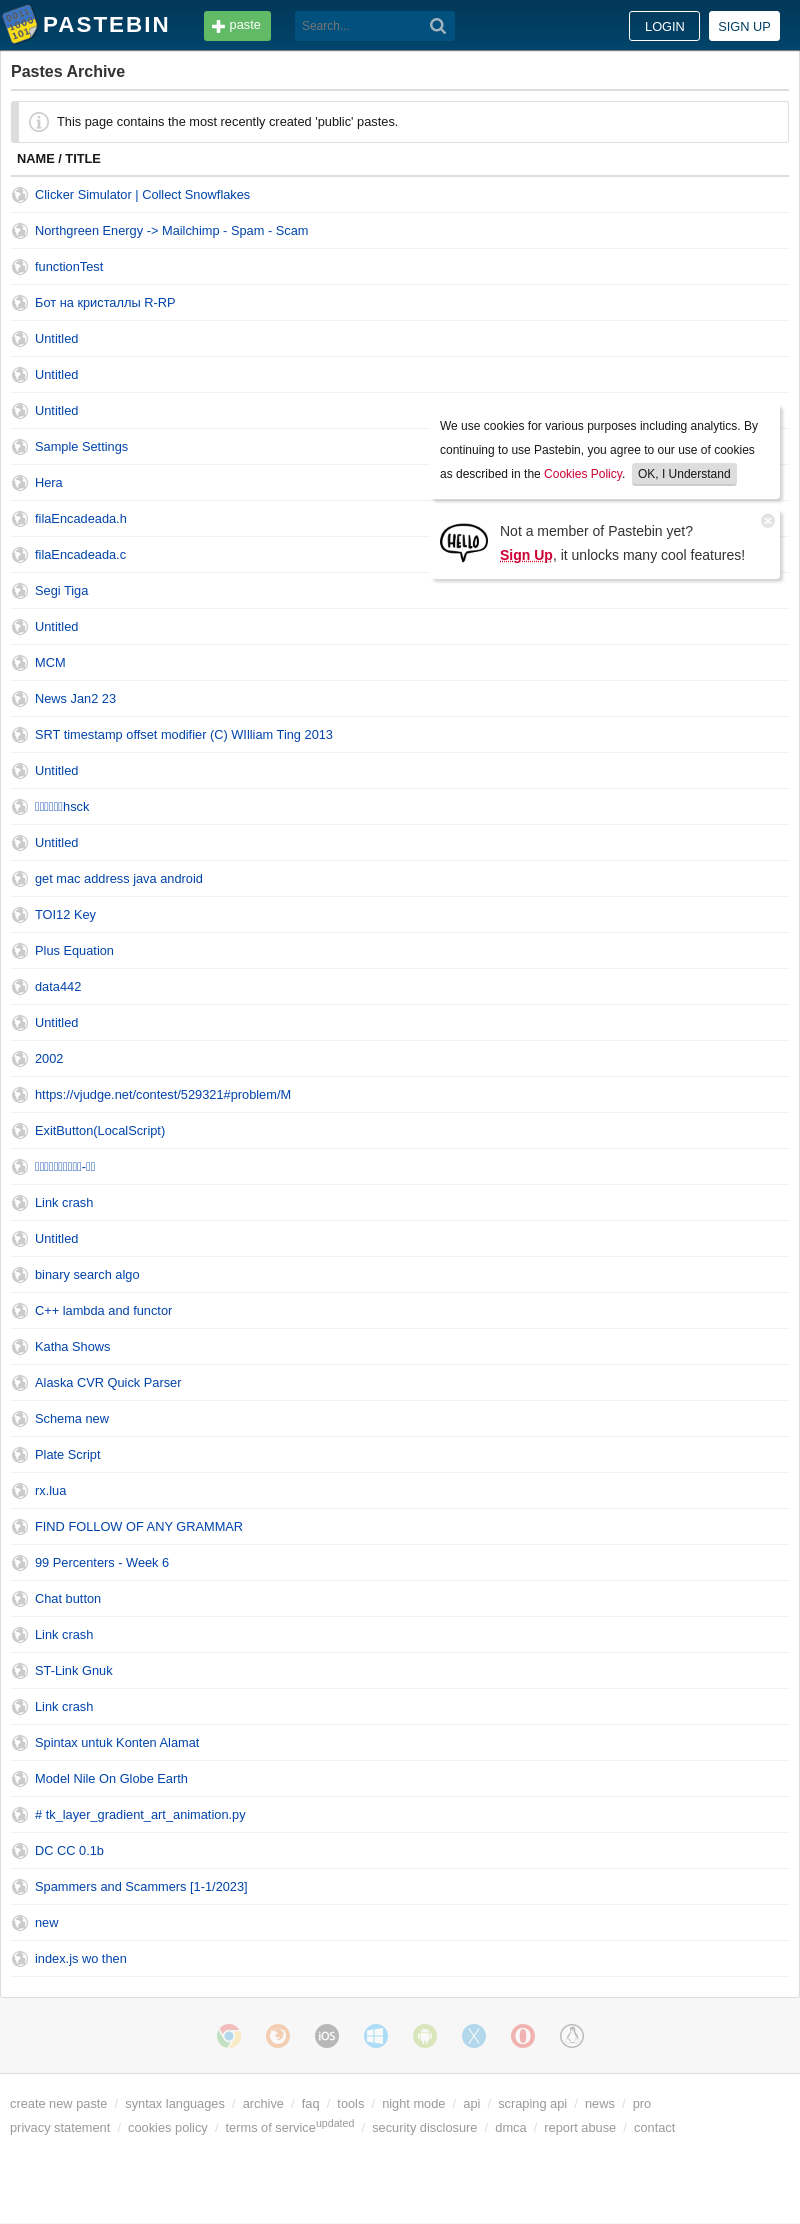 PASTEBIN paste Search... LOGIN SIGN UP
Pastes Archive
This page contains the most recently created 'public' pastes.
NAME / TITLE
Clicker Simulator | Collect Snowflakes
Northgreen Energy -> Mailchimp - Spam - Scam
functionTest
Бот на кристаллы R-RP
Untitled
Untitled
Untitled
Sample Settings
Hera
filaEncadeada.h
filaEncadeada.c
We use cookies for various purposes including analytics. By
continuing to use Pastebin, you agree to our use of cookies
as described in the Cookies Policy. OK, I Understand
HELLO
Not a member of Pastebin yet?
Sign Up, it unlocks many cool features!
Segi Tiga
Untitled
MCM
News Jan2 23
SRT timestamp offset modifier (C) WIlliam Ting 2013
Untitled
hsck
Untitled
get mac address java android
TOI12 Key
Plus Equation
data442
Untitled
2002
https://vjudge.net/contest/529321#problem/M
ExitButton(LocalScript)
Link crash
Untitled
binary search algo
C++ lambda and functor
Katha Shows
Alaska CVR Quick Parser
Schema new
Plate Script
rx.lua
FIND FOLLOW OF ANY GRAMMAR
99 Percenters - Week 6
Chat button
Link crash
ST-Link Gnuk
Link crash
Spintax untuk Konten Alamat
Model Nile On Globe Earth
# tk_layer_gradient_art_animation.py
DC CC 0.1b
Spammers and Scammers [1-1/2023]
new
index.js wo then
iOS
create new paste / syntax languages / archive / faq / tools / night mode / api / scraping api / news / pro
privacy statement / cookies policy / terms of service updated / security disclosure / dmca / report abuse / contact